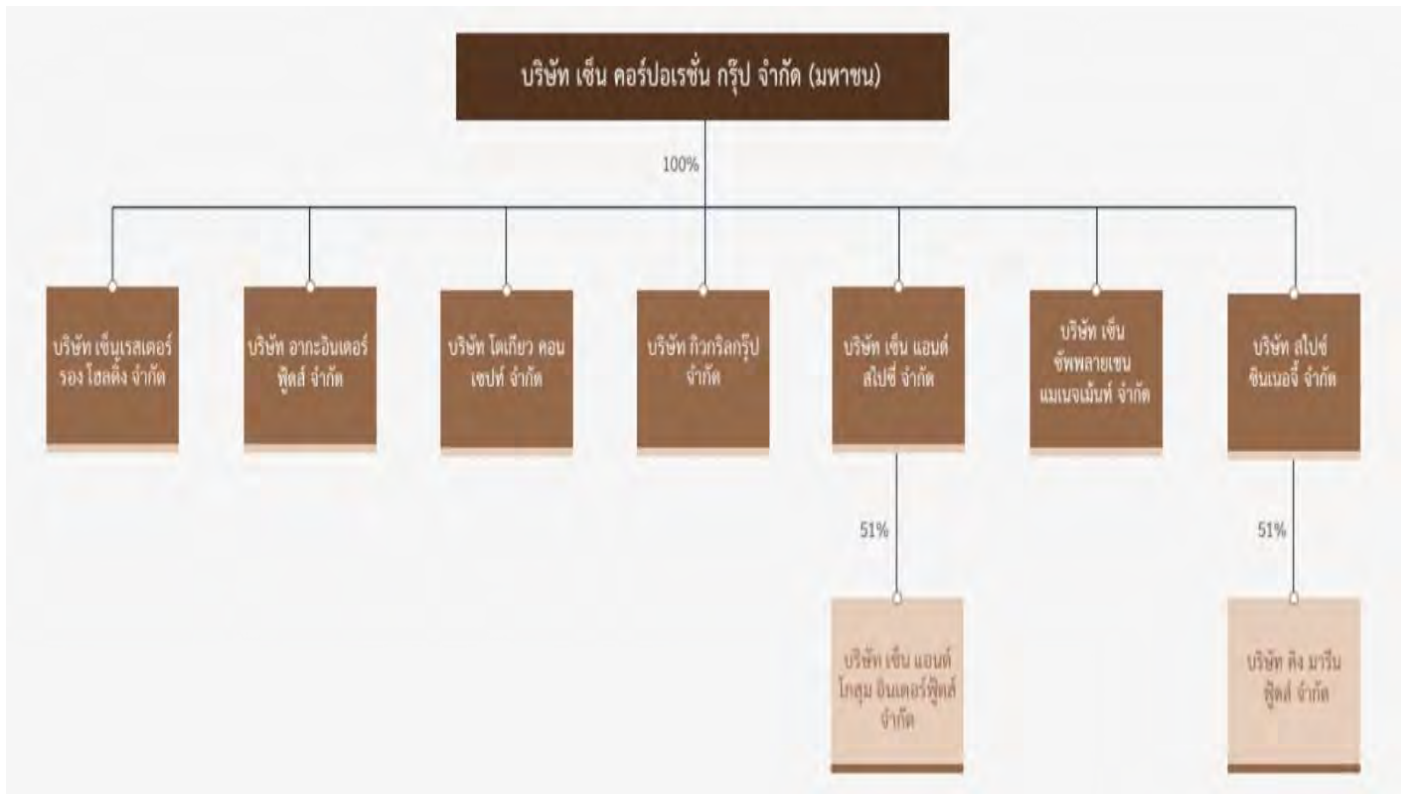 บริษัท เซ็น คอร์ปอเรชั่น กรุ๊ป จำกัด (มหาชน)
100%
บริษัท เซ็นเรสเตอร์
รอง โฮลดิ้ง จำกัด
บริษัท อากะอินเตอร์
ฟู้ดส์ จำกัด
บริษัท โตเกียว คอน
เซปท์ จำกัด
บริษัท กิวกริลกรุ๊ป
จำกัด
บริษัท เซ็น แอนด์
สไปซี่ จำกัด
บริษัท เซ็น
ซัพพลายเชน
แมเนจเม้นท์ จำกัด
บริษัท สไปซ์
ซินเนอจี้ จำกัด
51%
51%
บริษัท เซ็น แอนด์
โกสุม อินเตอร์ฟู้ดส์
จำกัด
บริษัท คิง มารีน
ฟู้ดส์ จำกัด